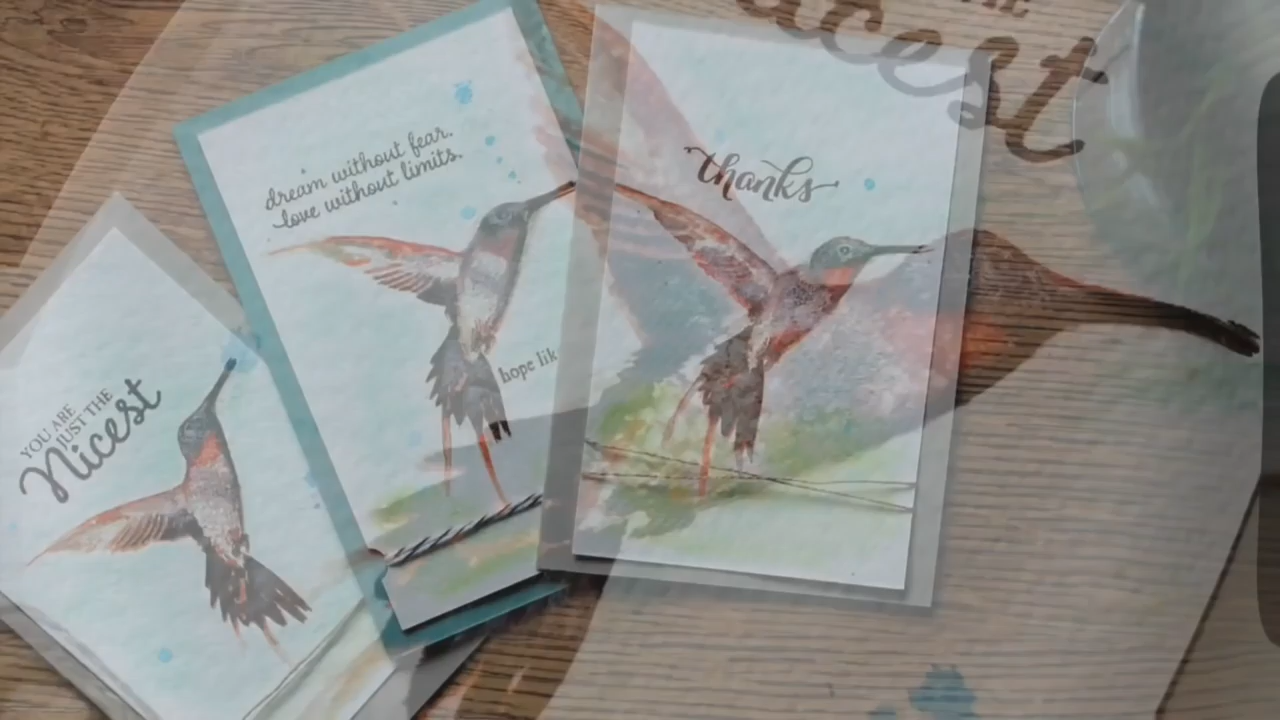 YOU ARE
JUST THE
Nicest
dream without fear.
love without limits.
hope lik
thanks